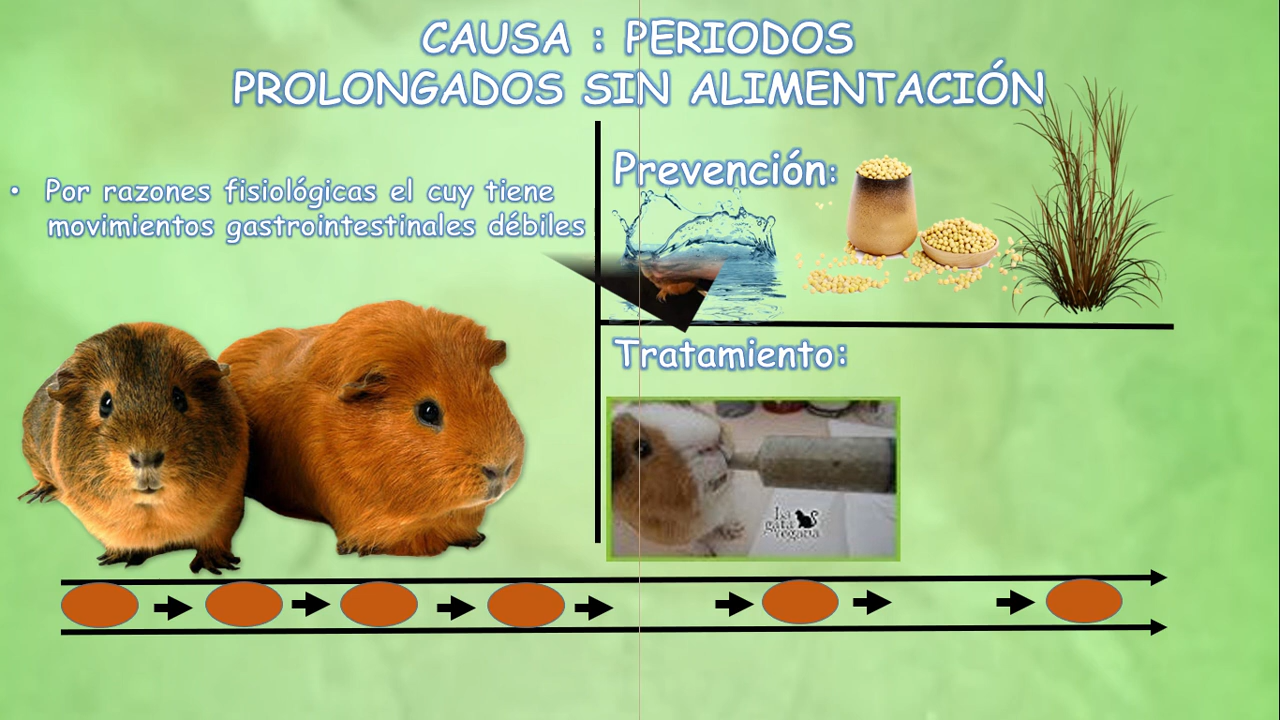 CAUSA : PERIODOS
PROLONGADOS SIN ALIMENTACIÓN
• Por razones fisiológicas el cuy tiene
movimientos gastrointestinales débiles
Prevención:
Tratamiento:
La
gata
vegana